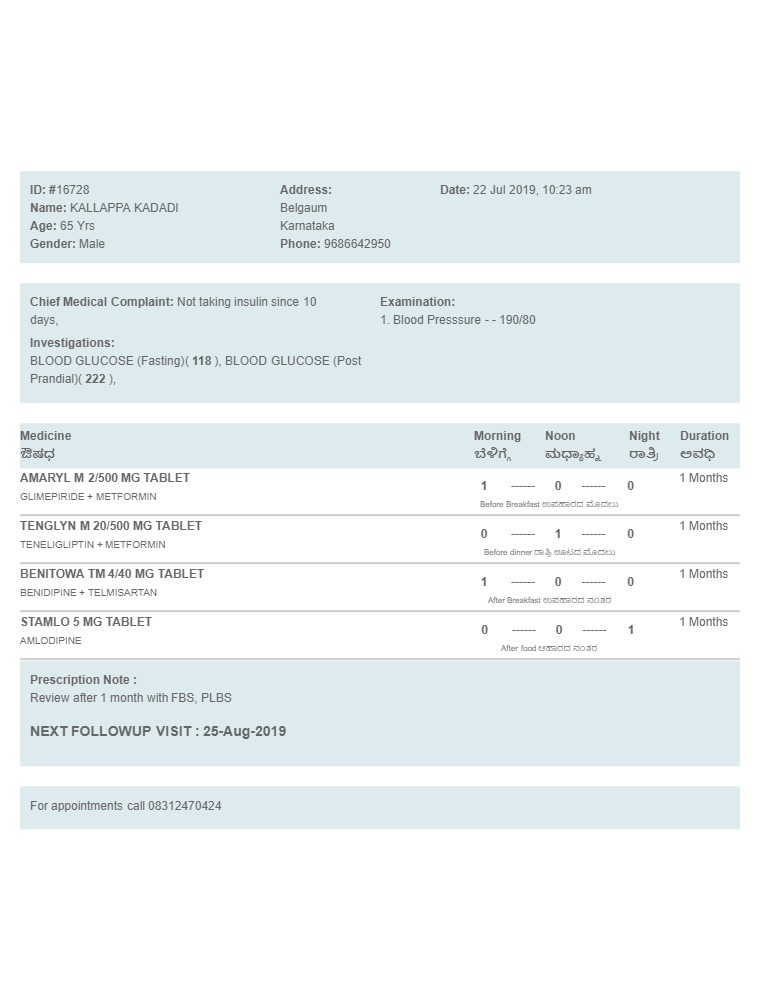 ID: #16728
Name: KALLAPPA KADADI
Age: 65 Yrs
Gender: Male
Address:
Belgaum
Karnataka
Phone: 9686642950
Date: 22 Jul 2019, 10:23 am
Chief Medical Complaint: Not taking insulin since 10
days,
Investigations:
BLOOD GLUCOSE (Fasting)( 118 ), BLOOD GLUCOSE (Post
Prandial)( 222 ),
Examination:
1. Blood Presssure - - 190/80
Medicine Morning Noon Night Duration
ಔಷಧ ಬೆಳಿಗ್ಗೆ ಮಧ್ಯಾಹ್ನ ರಾತ್ರಿ ಅವಧಿ
AMARYL M 2/500 MG TABLET 1 ------ 0 ------ 0 1 Months
GLIMEPIRIDE + METFORMIN
Before Breakfast ಉಪಹಾರದ ಮೊದಲು
TENGLYN M 20/500 MG TABLET 0 ------ 1 ------ 0 1 Months
TENELIGLIPTIN + METFORMIN
Before dinner ರಾತ್ರಿ ಊಟದ ಮೊದಲು
BENITOWA TM 4/40 MG TABLET 1 ------ 0 ------ 0 1 Months
BENIDIPINE + TELMISARTAN
After Breakfast ಉಪಹಾರದ ನಂತರ
STAMLO 5 MG TABLET 0 ------ 0 ------ 1 1 Months
AMLODIPINE
After food ಆಹಾರದ ನಂತರ
Prescription Note :
Review after 1 month with FBS, PLBS
NEXT FOLLOWUP VISIT : 25-Aug-2019
For appointments call 08312470424